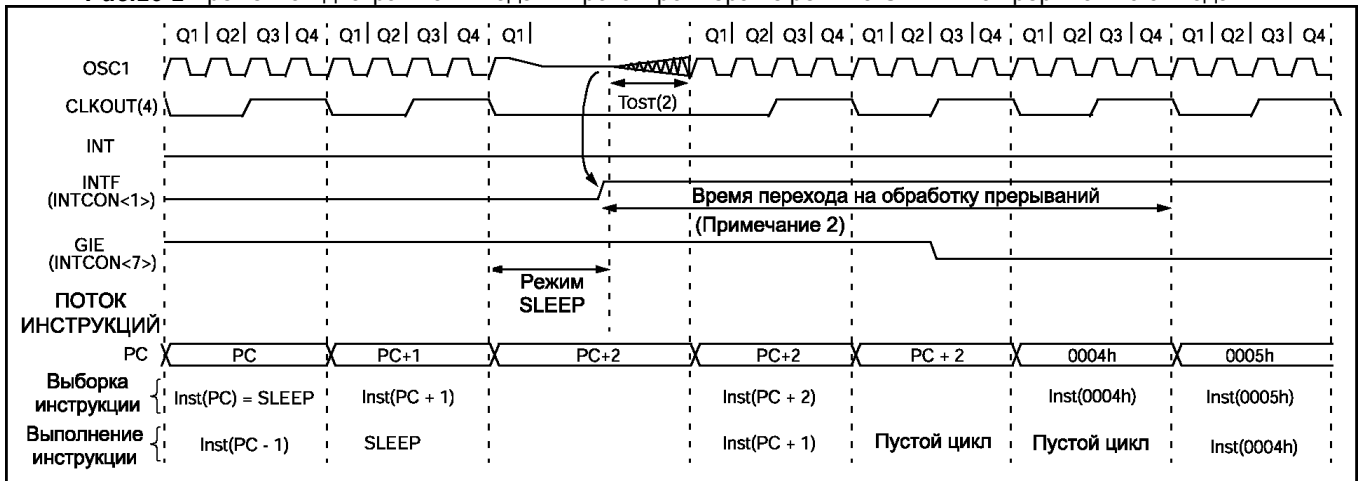 Q1 Q2 Q3 Q4 Q1 Q2 Q3 Q4 Q1 Q1 Q2 Q3 Q4 Q1 Q2 Q3 Q4 Q1 Q2 Q3 Q4 Q1 Q2 Q3 Q4
OSC1
CLKOUT(4)
TOST(2)
INT
INTF
(INTCON<1>)
Время перехода на обработку прерываний
(Примечание 2)
GIE
(INTCON<7>)
Режим
SLEEP
ПОТОК
ИНСТРУКЦИЙ
PC PC PC+1 PC+2 PC+2 PC + 2 0004h 0005h
Выборка
инструкции
Inst(PC) = SLEEP Inst(PC + 1) Inst(PC + 2) Inst(0004h) Inst(0005h)
Выполнение
инструкции
Inst(PC - 1) SLEEP Inst(PC + 1) Пустой цикл Пустой цикл Inst(0004h)